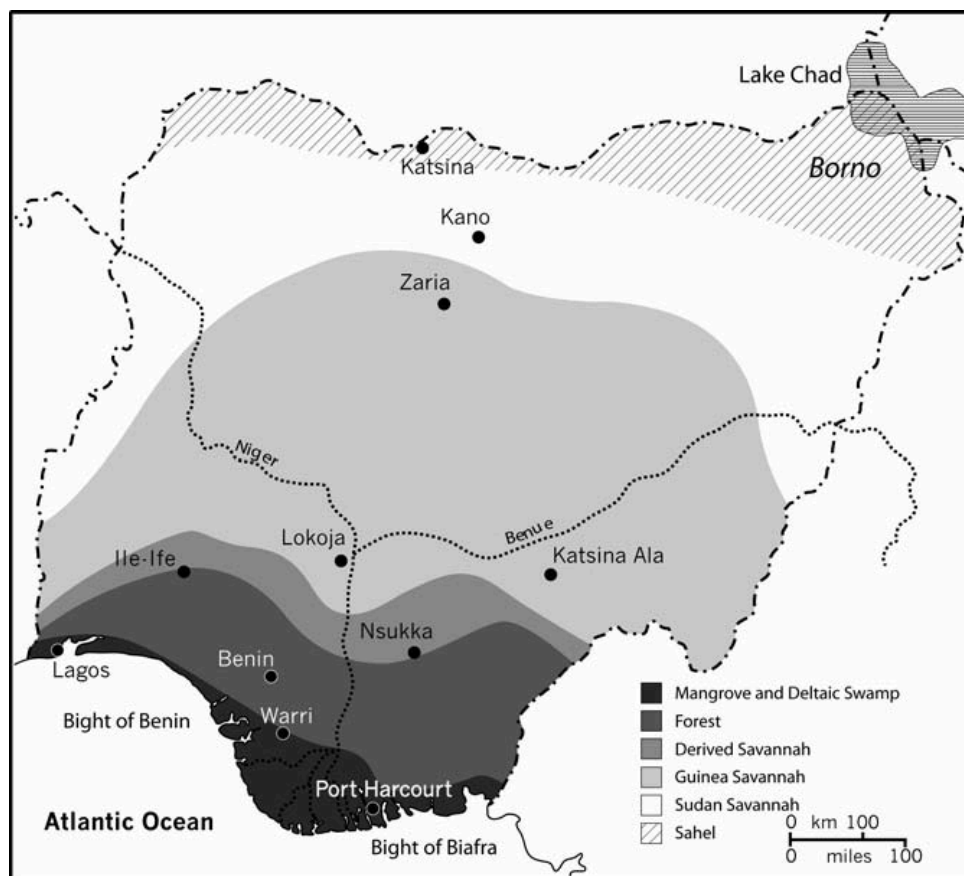 Lake Chad
Borno
Katsina
Kano
Zaria
Niger
Benue
Lokoja
Katsina Ala
Ile-Ife
Nsukka
Benin
Lagos
Warri
Bight of Benin
Port Harcourt
Atlantic Ocean
Bight of Biafra
Mangrove and Deltaic Swamp
Forest
Derived Savannah
Guinea Savannah
Sudan Savannah
Sahel
0 km 100
0 miles 100